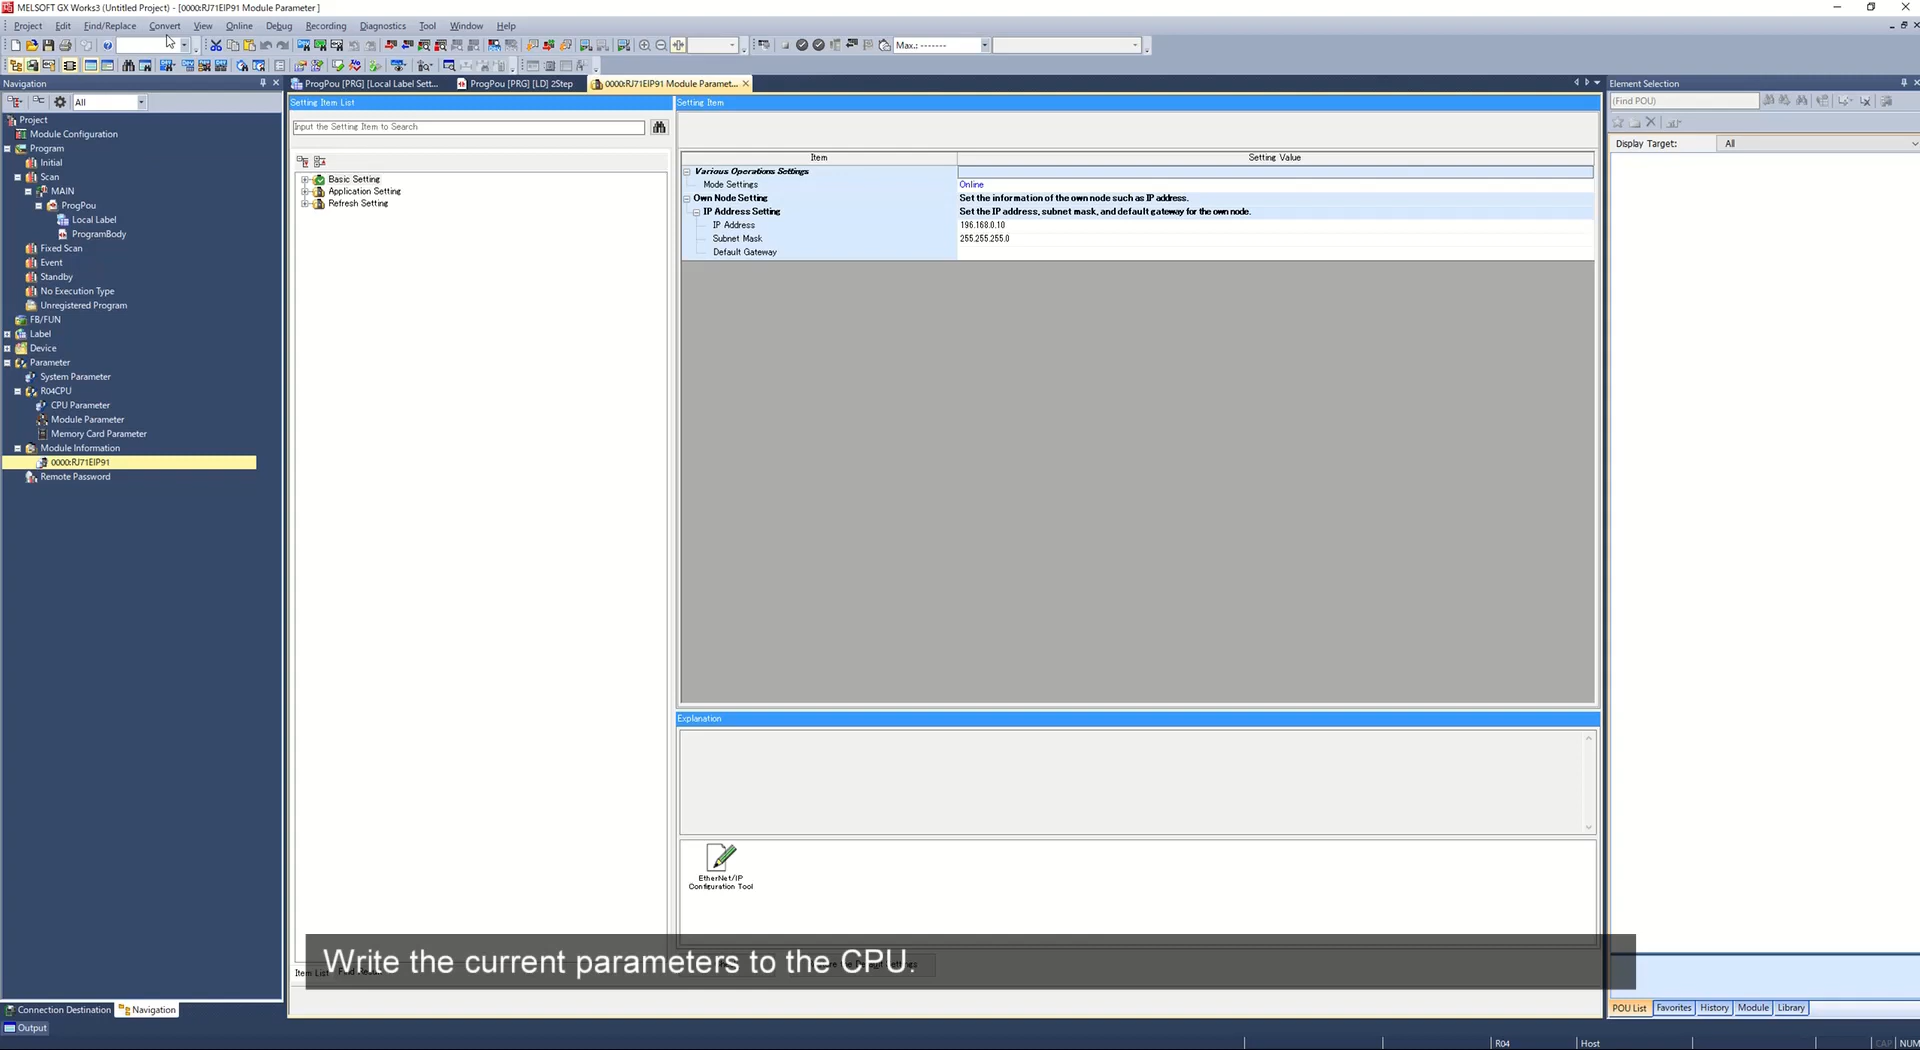 MELSOFT GX Works3 (Untitled Project) - [0000:RJ71EIP91 Module Parameter ]
Project Edit Find/Replace Convert View Online Debug Recording Diagnostics Tool Window Help
Max.: -------
Navigation
ProgPou [PRG] [Local Label Sett...
ProgPou [PRG] [LD] 2Step
0000:RJ71EIP91 Module Paramet...
Element Selection
All
Setting Item List
Setting Item
(Find POU)
Input the Setting Item to Search
Display Target: All
Project
Module Configuration
Program
Initial
Scan
MAIN
ProgPou
Local Label
ProgramBody
Fixed Scan
Event
Standby
No Execution Type
Unregistered Program
FB/FUN
Label
Device
Parameter
System Parameter
R04CPU
CPU Parameter
Module Parameter
Memory Card Parameter
Module Information
0000:RJ71EIP91
Remote Password
Basic Setting
Application Setting
Refresh Setting
Item Setting Value
Various Operations Settings
Mode Settings Online
Own Node Setting Set the information of the own node such as IP address.
IP Address Setting Set the IP address, subnet mask, and default gateway for the own node.
IP Address 196.168.0.10
Subnet Mask 255.255.255.0
Default Gateway
Explanation
EtherNet/IP
Configuration Tool
Write the current parameters to the CPU.
Item List
POU List Favorites History Module Library
Connection Destination Navigation
Output
R04 Host CAP NUM